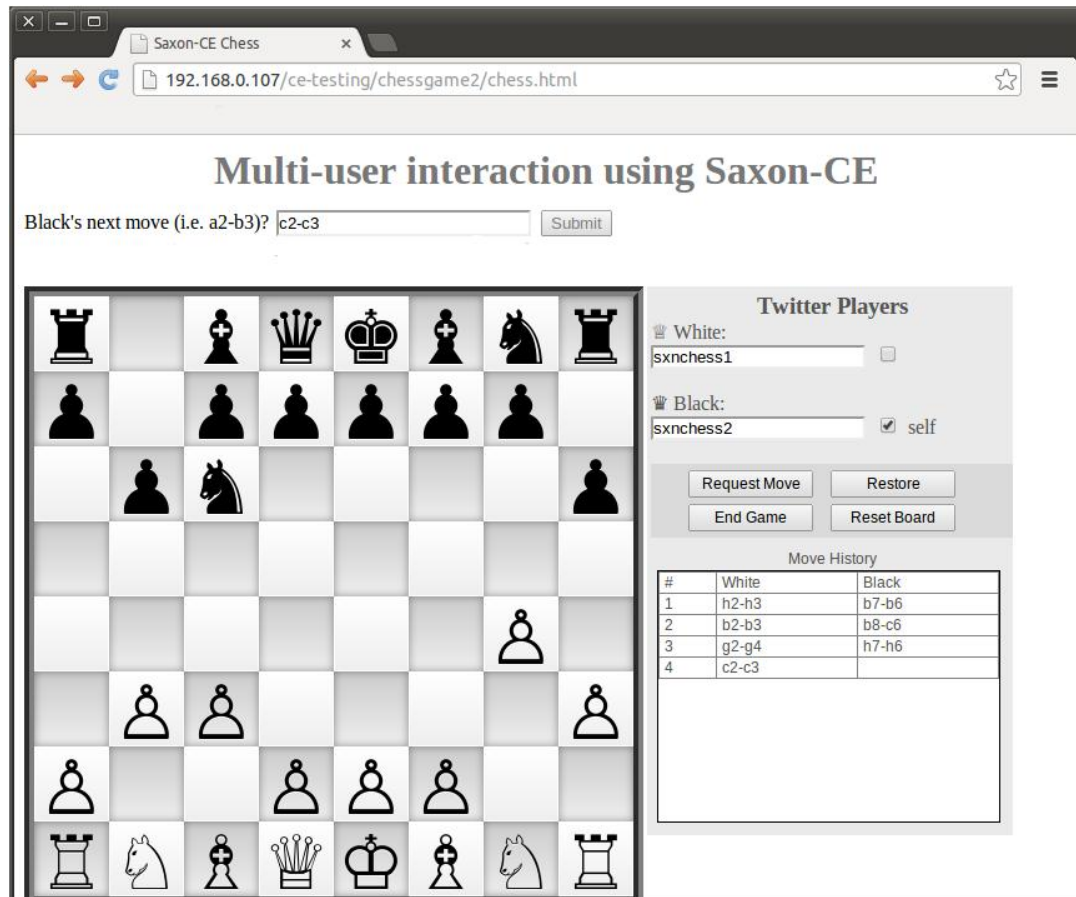 Saxon-CE Chess
192.168.0.107/ce-testing/chessgame2/chess.html
Multi-user interaction using Saxon-CE
Black's next move (i.e. a2-b3)? c2-c3 Submit
Twitter Players
♕ White:
sxnchess1
♛ Black:
sxnchess2 self
Request Move Restore
End Game Reset Board
Move History
# White Black
1 h2-h3 b7-b6
2 b2-b3 b8-c6
3 g2-g4 h7-h6
4 c2-c3